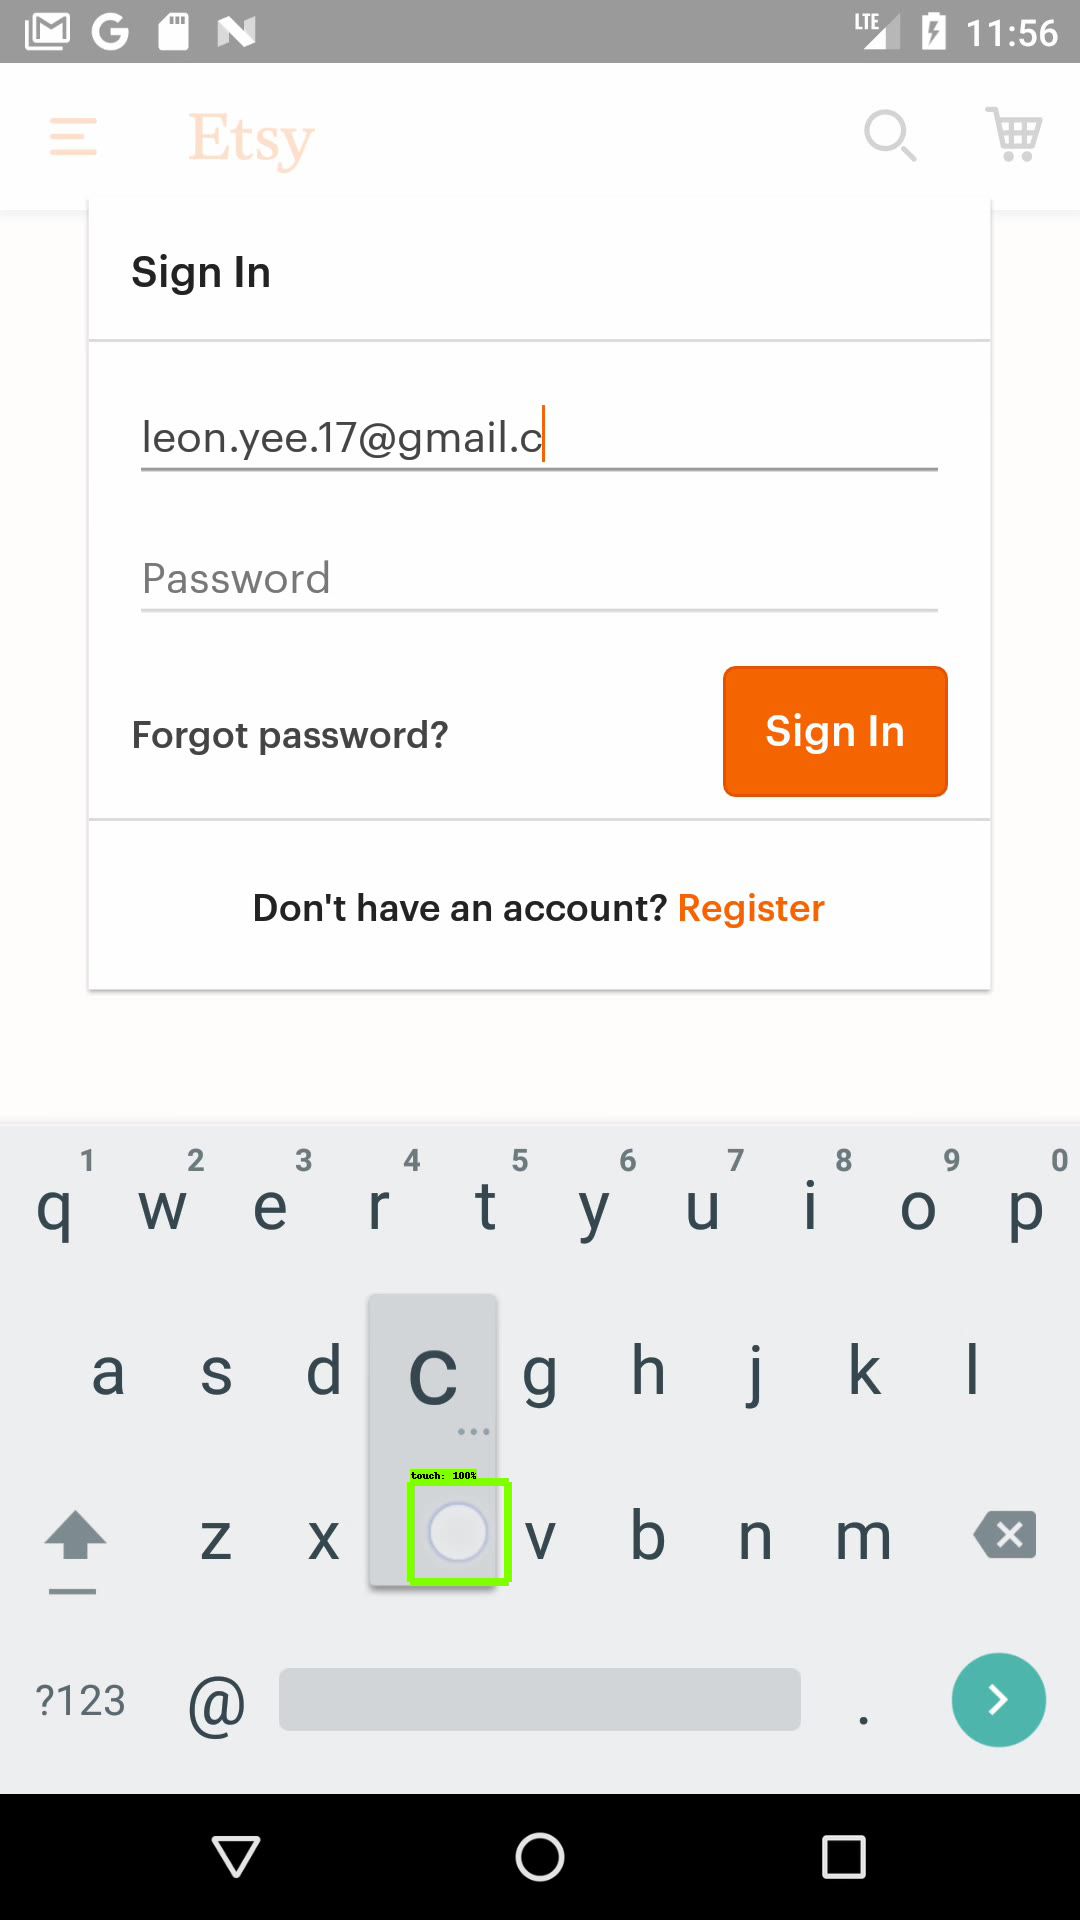 LTE 11:56
Etsy
Sign In
leon.yee.17@gmail.c
Password
Forgot password?
Sign In
Don't have an account? Register
1 2 3 4 5 6 7 8 9 0
q w e r t y u i o p
a s d c g h j k l
touch: 100%
z x v b n m
?123 @ .